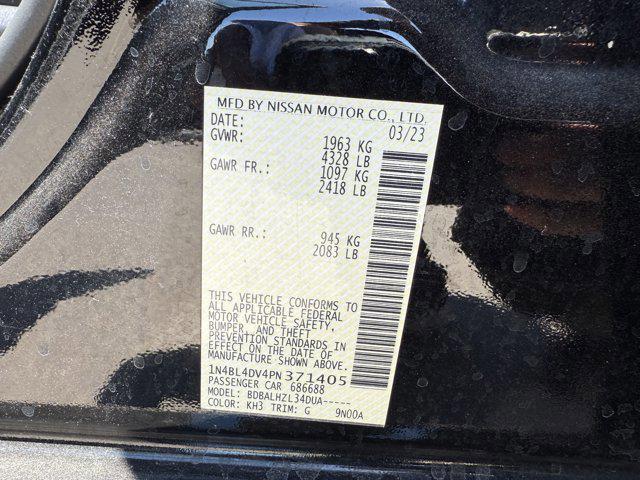 MFD BY NISSAN MOTOR CO., LTD.
DATE: 03/23
GVWR: 1963 KG
4328 LB
GAWR FR.: 1097 KG
2418 LB
GAWR RR.: 945 KG
2083 LB
THIS VEHICLE CONFORMS TO
ALL APPLICABLE FEDERAL
MOTOR VEHICLE SAFETY,
BUMPER, AND THEFT
PREVENTION STANDARDS IN
EFFECT ON THE DATE OF
MANUFACTURE SHOWN ABOVE.
1N4BL4DV4PN371405
PASSENGER CAR 686688
MODEL: BDBALHZL34DUA-----
COLOR: KH3 TRIM: G 9N00A